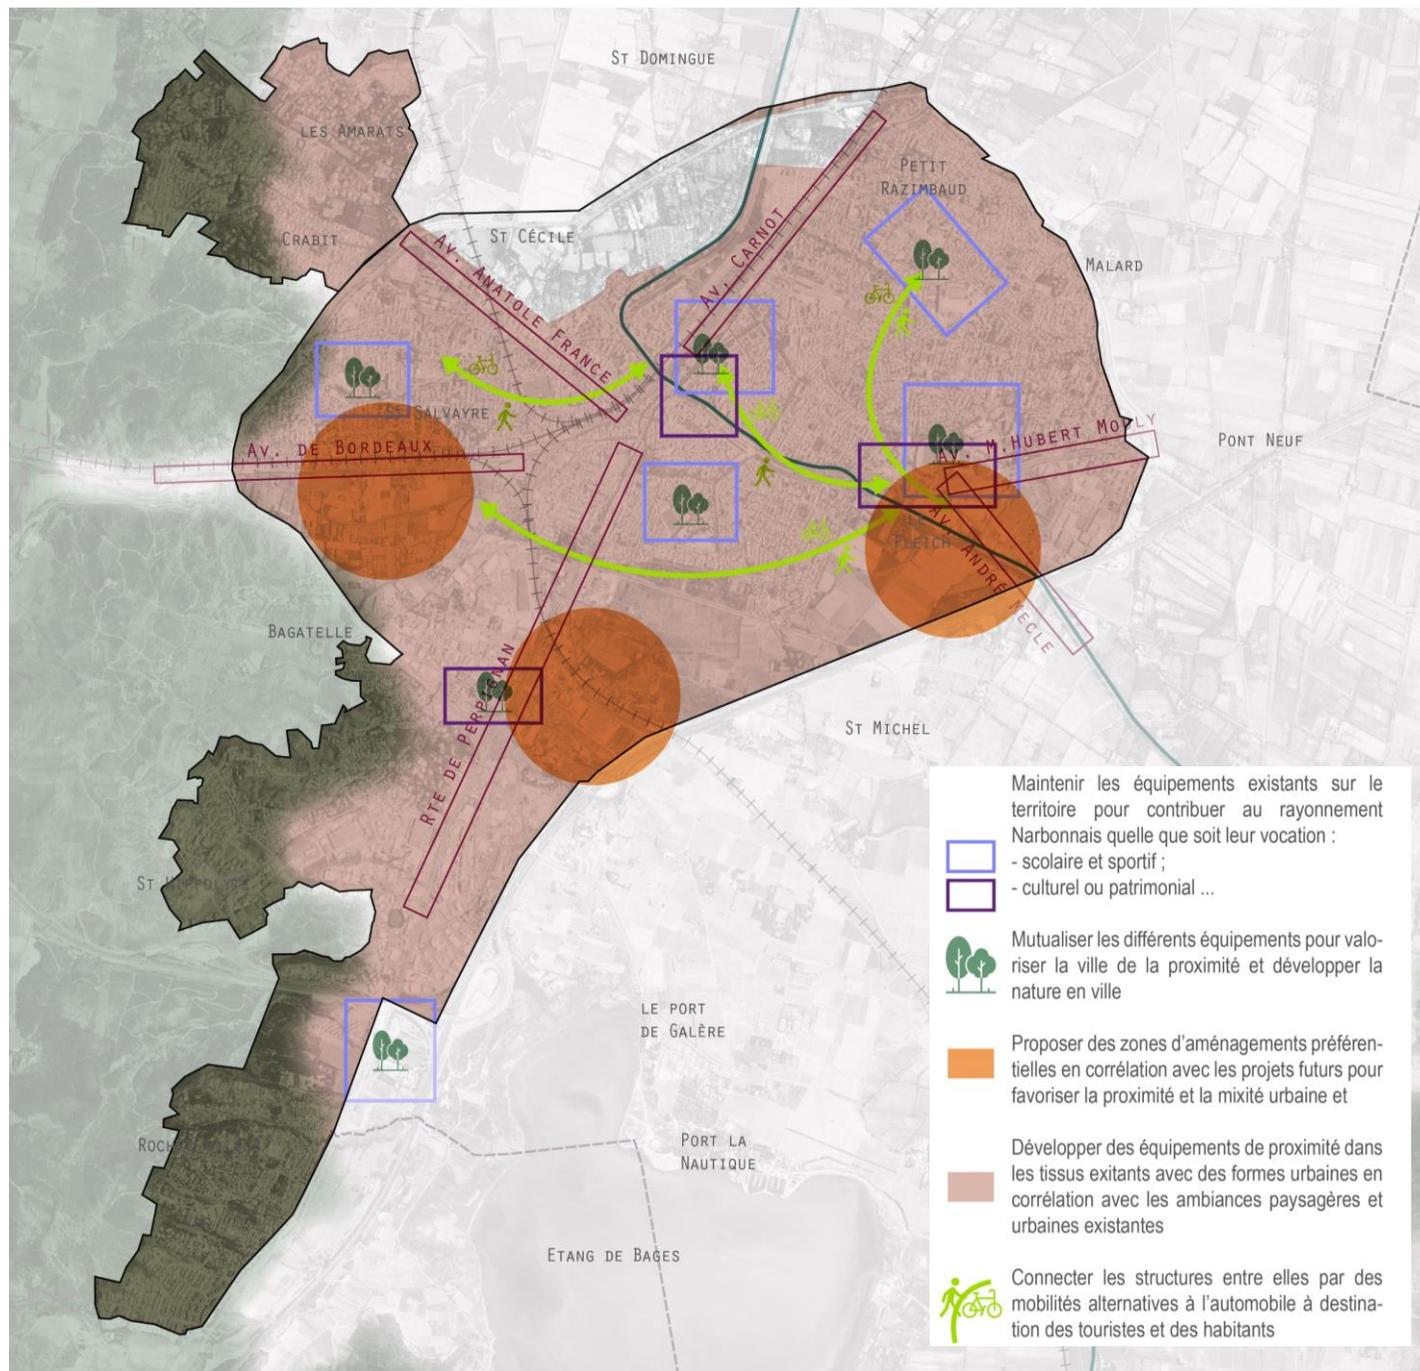 St Domingue
Les Amarats
Petit
Razimbaud
Crabit
St Cécile
Av. Carnot
Av. Anatole France
Malard
St Salvayre
Av. de Bordeaux
Av. M.Hubert Mouly
Pont Neuf
Fleich
Av. André Mecle
Bagatelle
Rte de Perpignan
St Michel
St Hippolyte
Le Port
de Galère
Port la
Nautique
Etang de Bages
Maintenir les équipements existants sur le
territoire pour contribuer au rayonnement
Narbonnais quelle que soit leur vocation :
- scolaire et sportif ;
- culturel ou patrimonial ...
Mutualiser les différents équipements pour valo-
riser la ville de la proximité et développer la
nature en ville
Proposer des zones d'aménagements préféren-
tielles en corrélation avec les projets futurs pour
favoriser la proximité et la mixité urbaine et
Développer des équipements de proximité dans
les tissus exitants avec des formes urbaines en
corrélation avec les ambiances paysagères et
urbaines existantes
Connecter les structures entre elles par des
mobilités alternatives à l'automobile à destina-
tion des touristes et des habitants